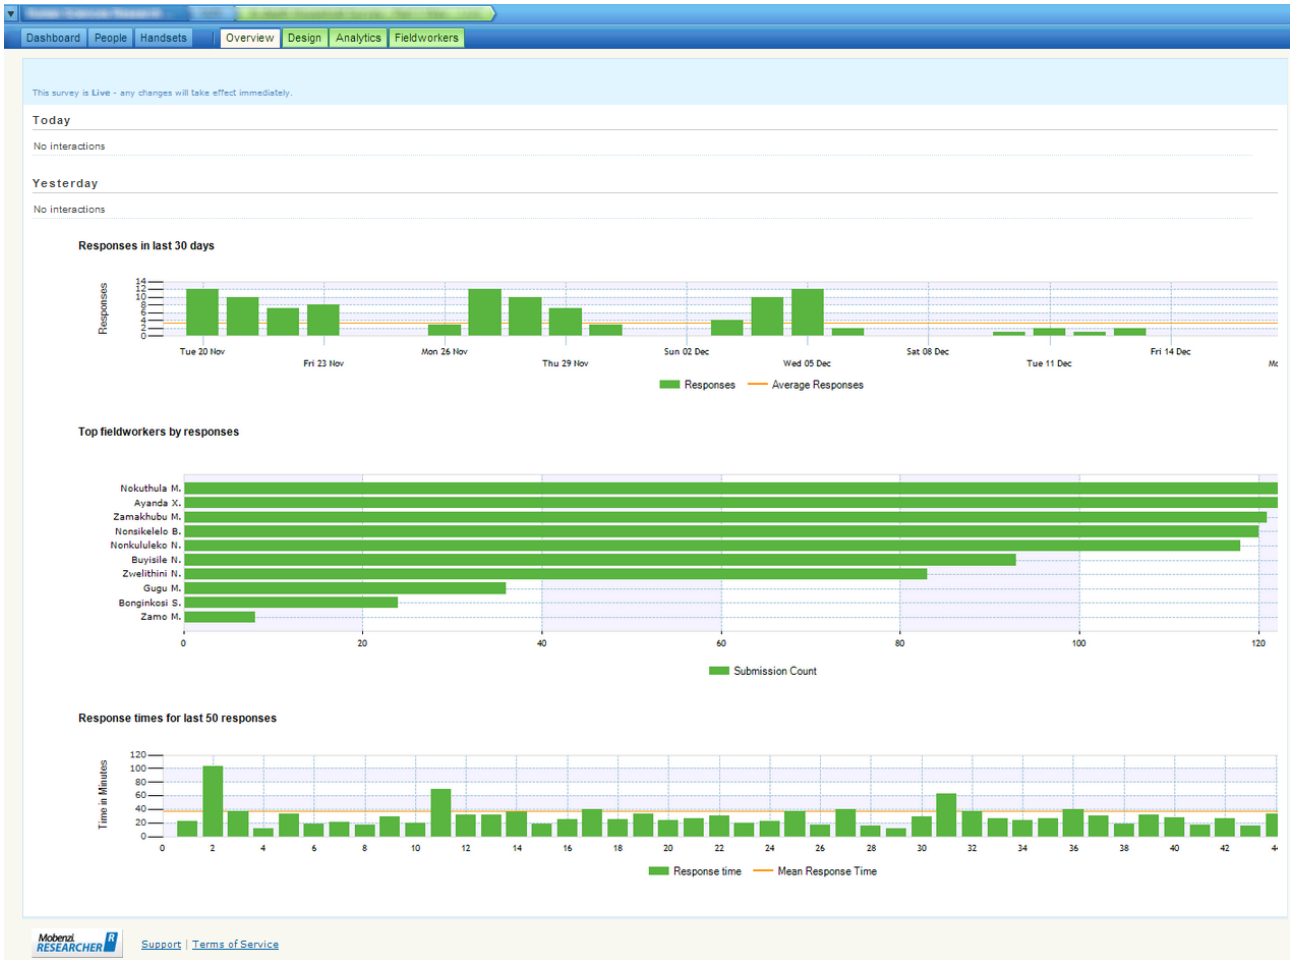 Dashboard People Handsets Overview Design Analytics Fieldworkers
This survey is Live - any changes will take effect immediately.
Today
No interactions
Yesterday
No interactions
Responses in last 30 days
Responses
14
12
10
8
6
4
2
0
Tue 20 Nov Mon 26 Nov Sun 02 Dec Sat 08 Dec Fri 14 Dec
Fri 23 Nov Thu 29 Nov Wed 05 Dec Tue 11 Dec
Responses Average Responses
Top fieldworkers by responses
Nokuthula M.
Ayanda X.
Zamakhubu M.
Nonsikelelo B.
Nonkululeko N.
Buyisile N.
Zwelithini N.
Gugu M.
Bonginkosi S.
Zamo M.
0 20 40 60 80 100 120
Submission Count
Response times for last 50 responses
Time in Minutes
120
100
80
60
40
20
0
0 2 4 6 8 10 12 14 16 18 20 22 24 26 28 30 32 34 36 38 40 42
Response time Mean Response Time
Mobenzi
RESEARCHER R
Support | Terms of Service